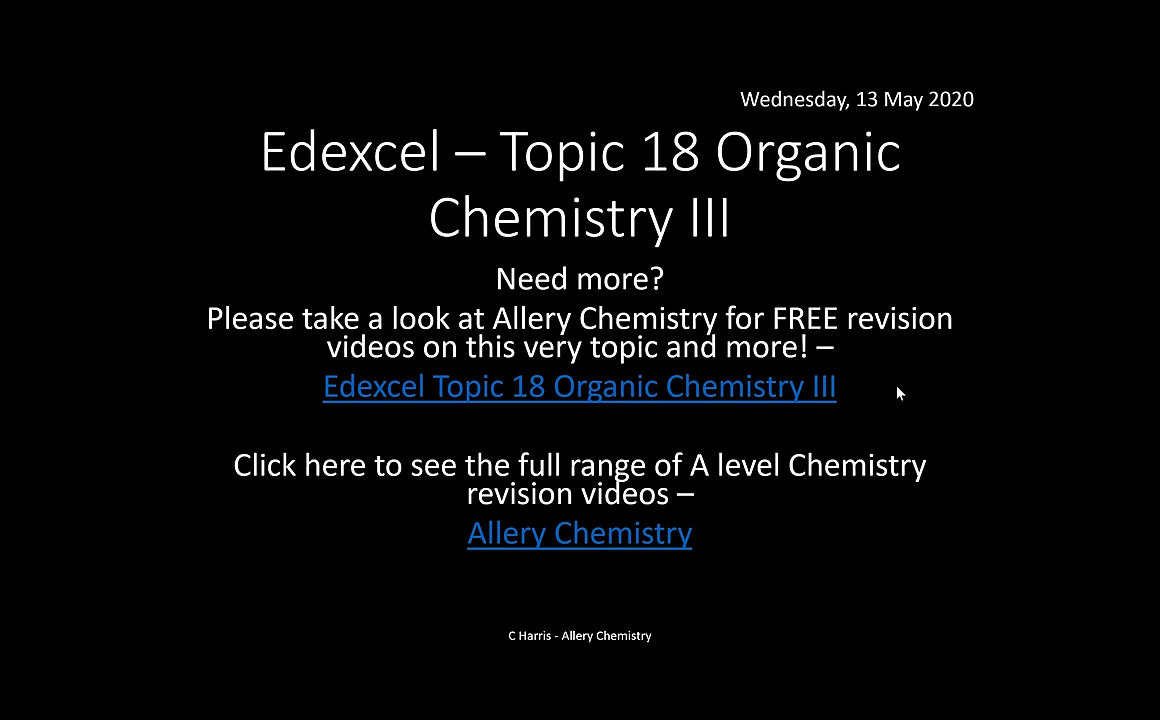 Wednesday, 13 May 2020
Edexcel – Topic 18 Organic
Chemistry III
Need more?
Please take a look at Allery Chemistry for FREE revision
videos on this very topic and more! –
Edexcel Topic 18 Organic Chemistry III
Click here to see the full range of A level Chemistry
revision videos –
Allery Chemistry
C Harris - Allery Chemistry